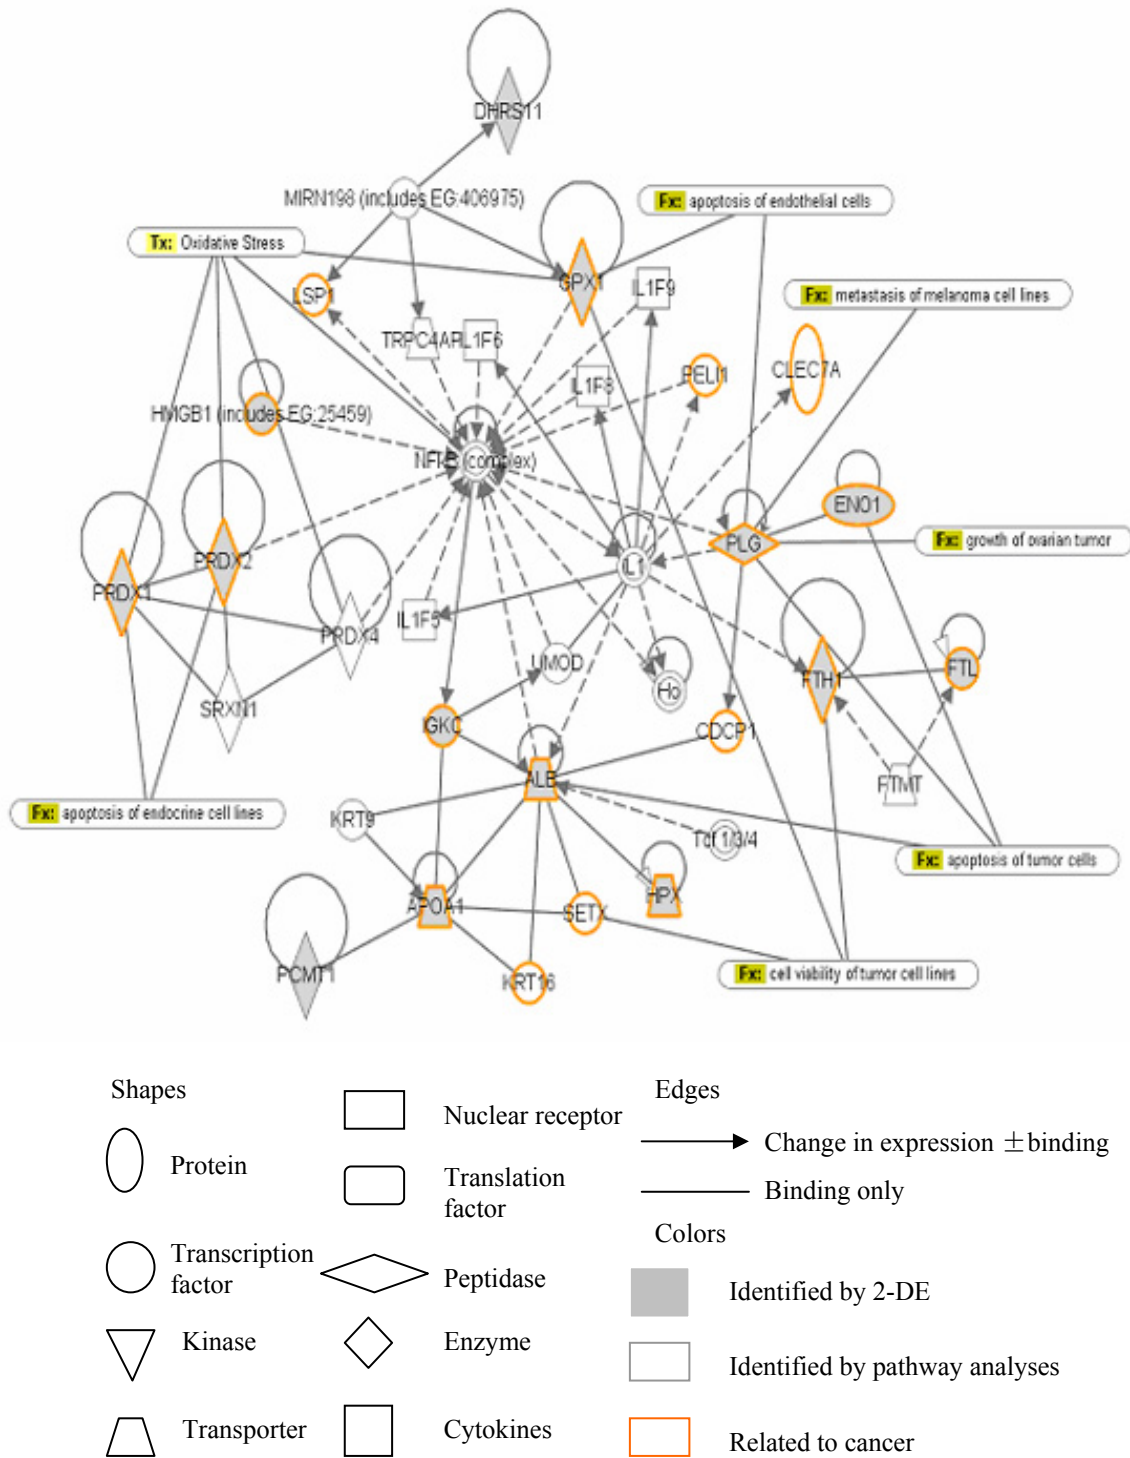 DHRS11
MIRN198 (includes EG:406975)
Fx: apoptosis of endothelial cells
Tx: Oxidative Stress
GPX1
IL1F9
LSP1
Fx: metastasis of melanoma cell lines
TRPC4AP
IL1F6
IL1F8
PELI1
CLEC7A
HMGB1 (includes EG:25459)
NFkB (complex)
ENO1
PLG
Fx: growth of ovarian tumor
PRDX2
PRDX1
IL1
IL1F5
PRDX4
UMOD
Ho
FTH1
FTL
SRXN1
IGKC
CDCP1
ALB
FTMT
Fx: apoptosis of endocrine cell lines
KRT9
Tcf 1/3/4
Fx: apoptosis of tumor cells
APOA1
SETX
HPX
PCMT1
KRT16
Fx: cell viability of tumor cell lines
Shapes
Protein
Transcription
factor
Kinase
Transporter
Nuclear receptor
Translation
factor
Peptidase
Enzyme
Cytokines
Edges
Change in expression ±binding
Binding only
Colors
Identified by 2-DE
Identified by pathway analyses
Related to cancer